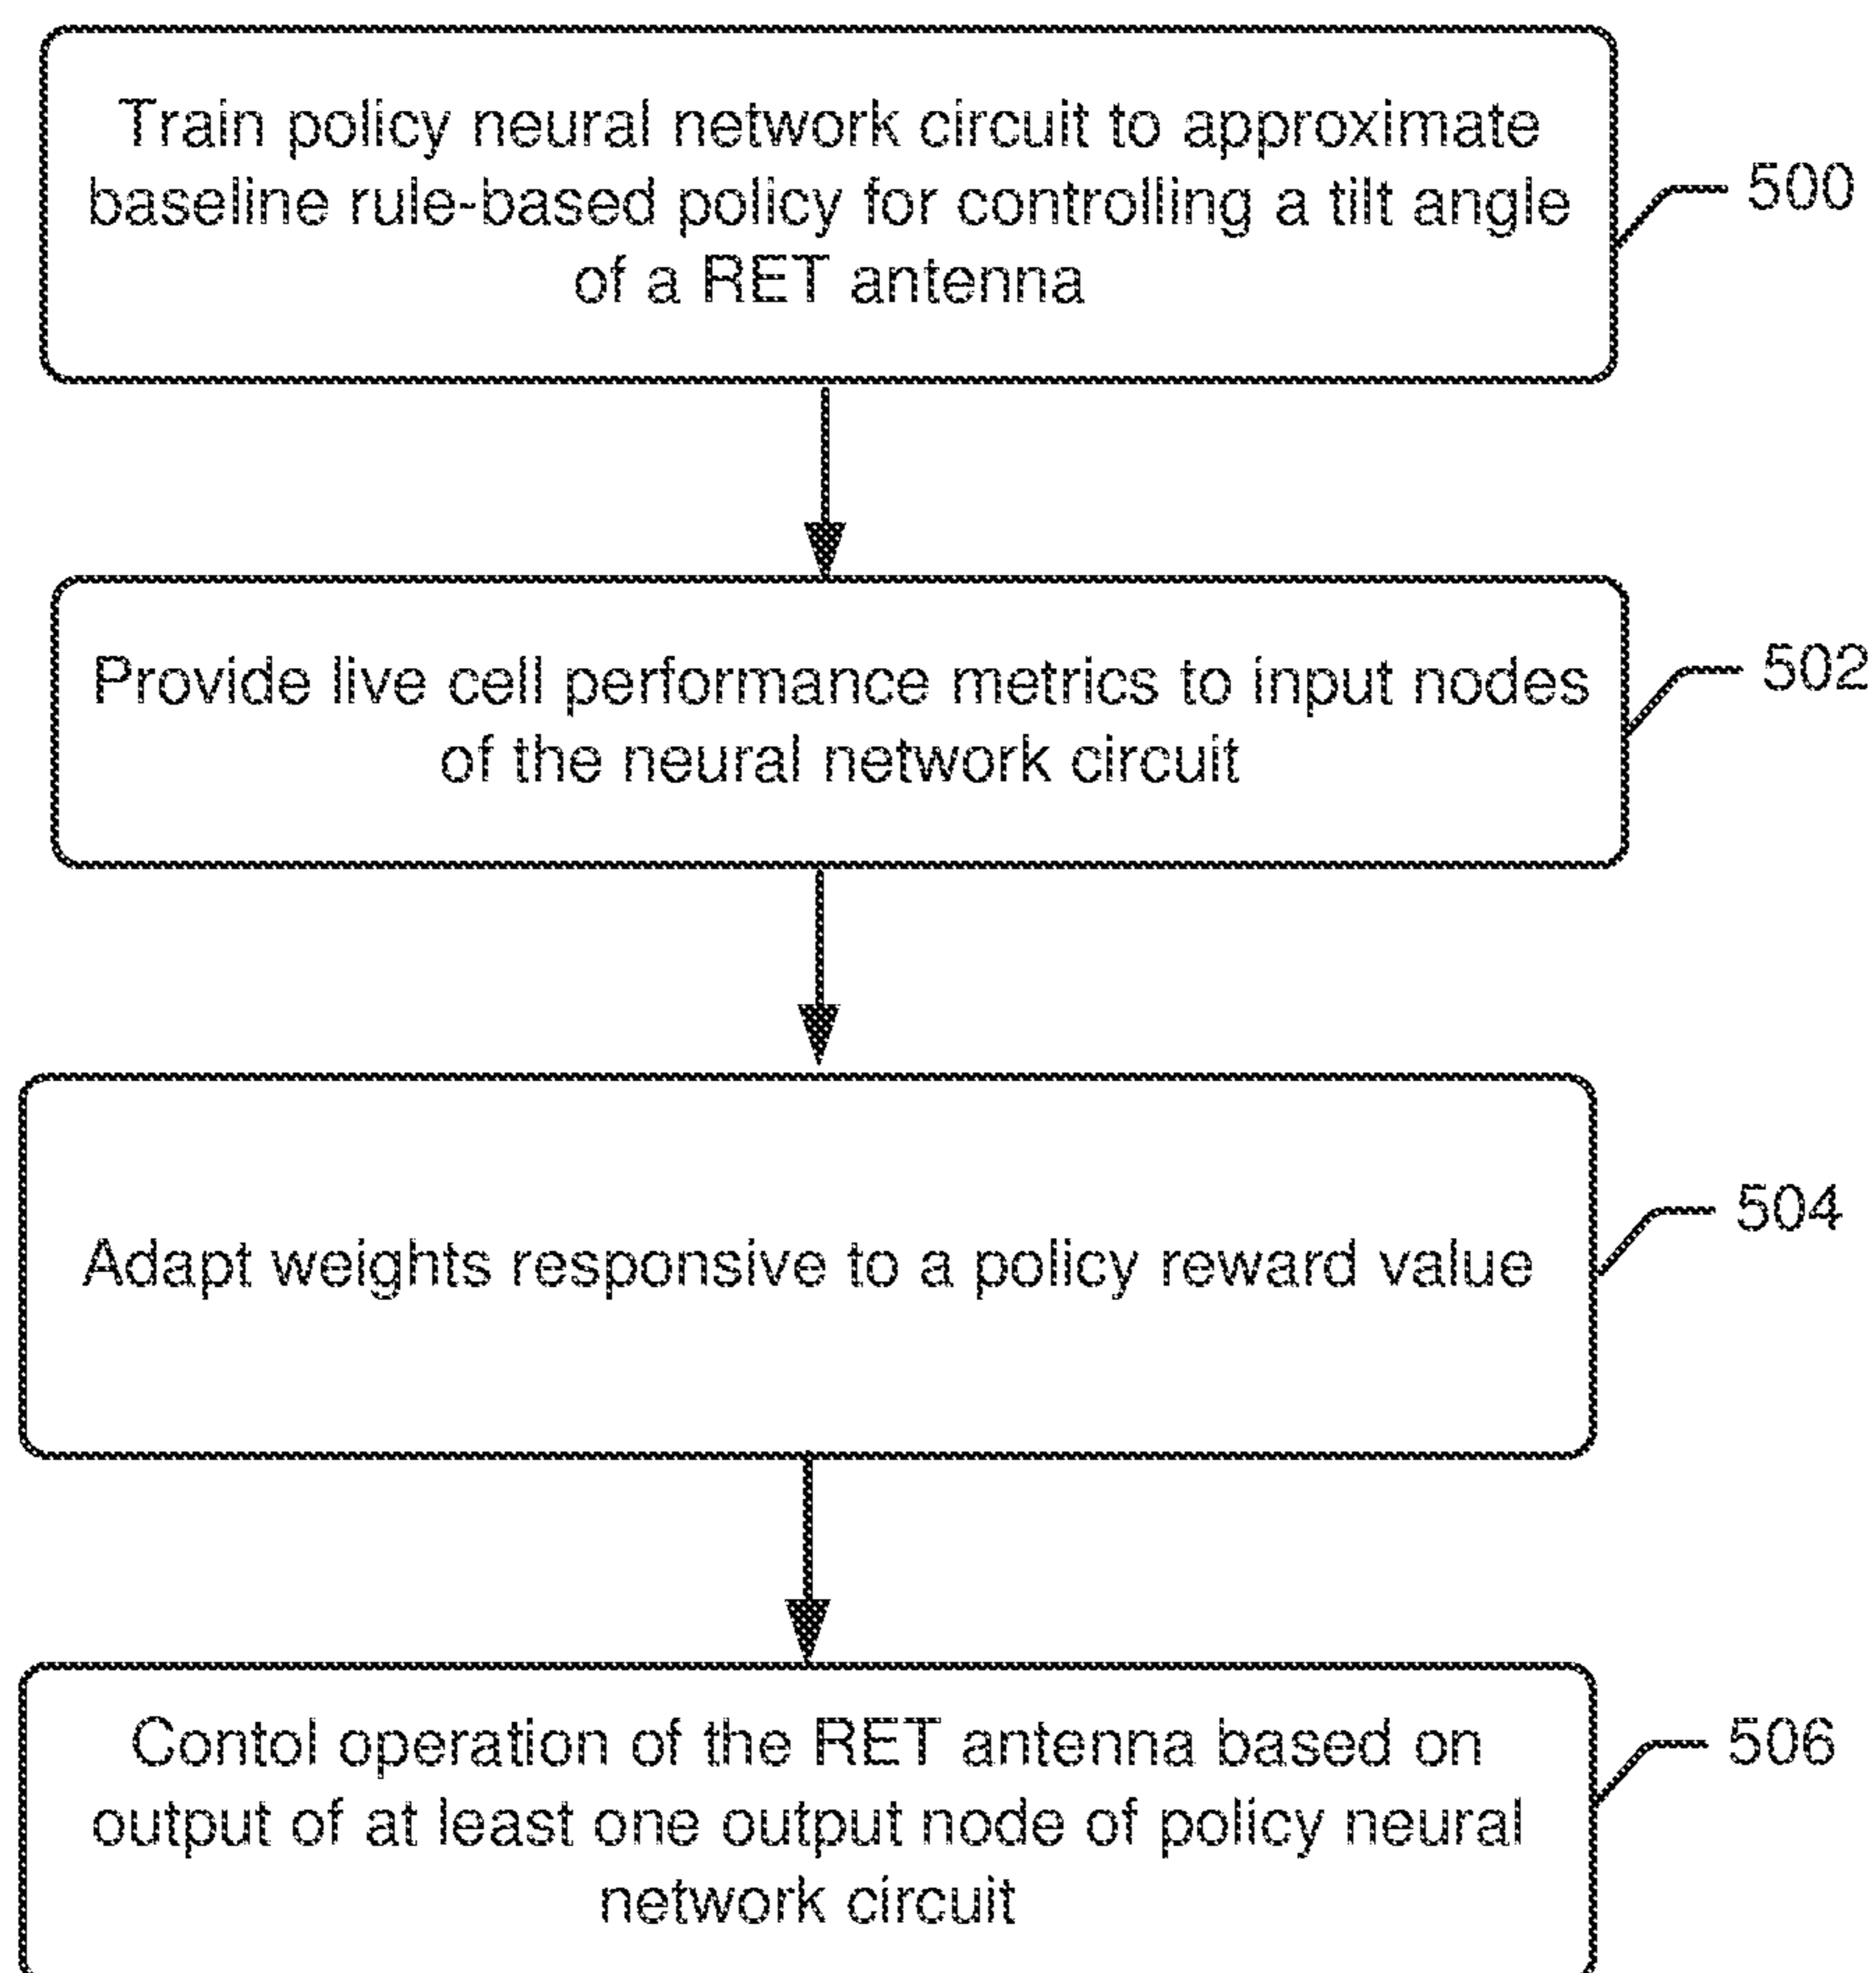 Train policy neural network circuit to approximate
baseline rule-based policy for controlling a tilt angle
of a RET antenna
500
Provide live cell performance metrics to input nodes
of the neural network circuit
502
Adapt weights responsive to a policy reward value
504
Contol operation of the RET antenna based on
output of at least one output node of policy neural
network circuit
506